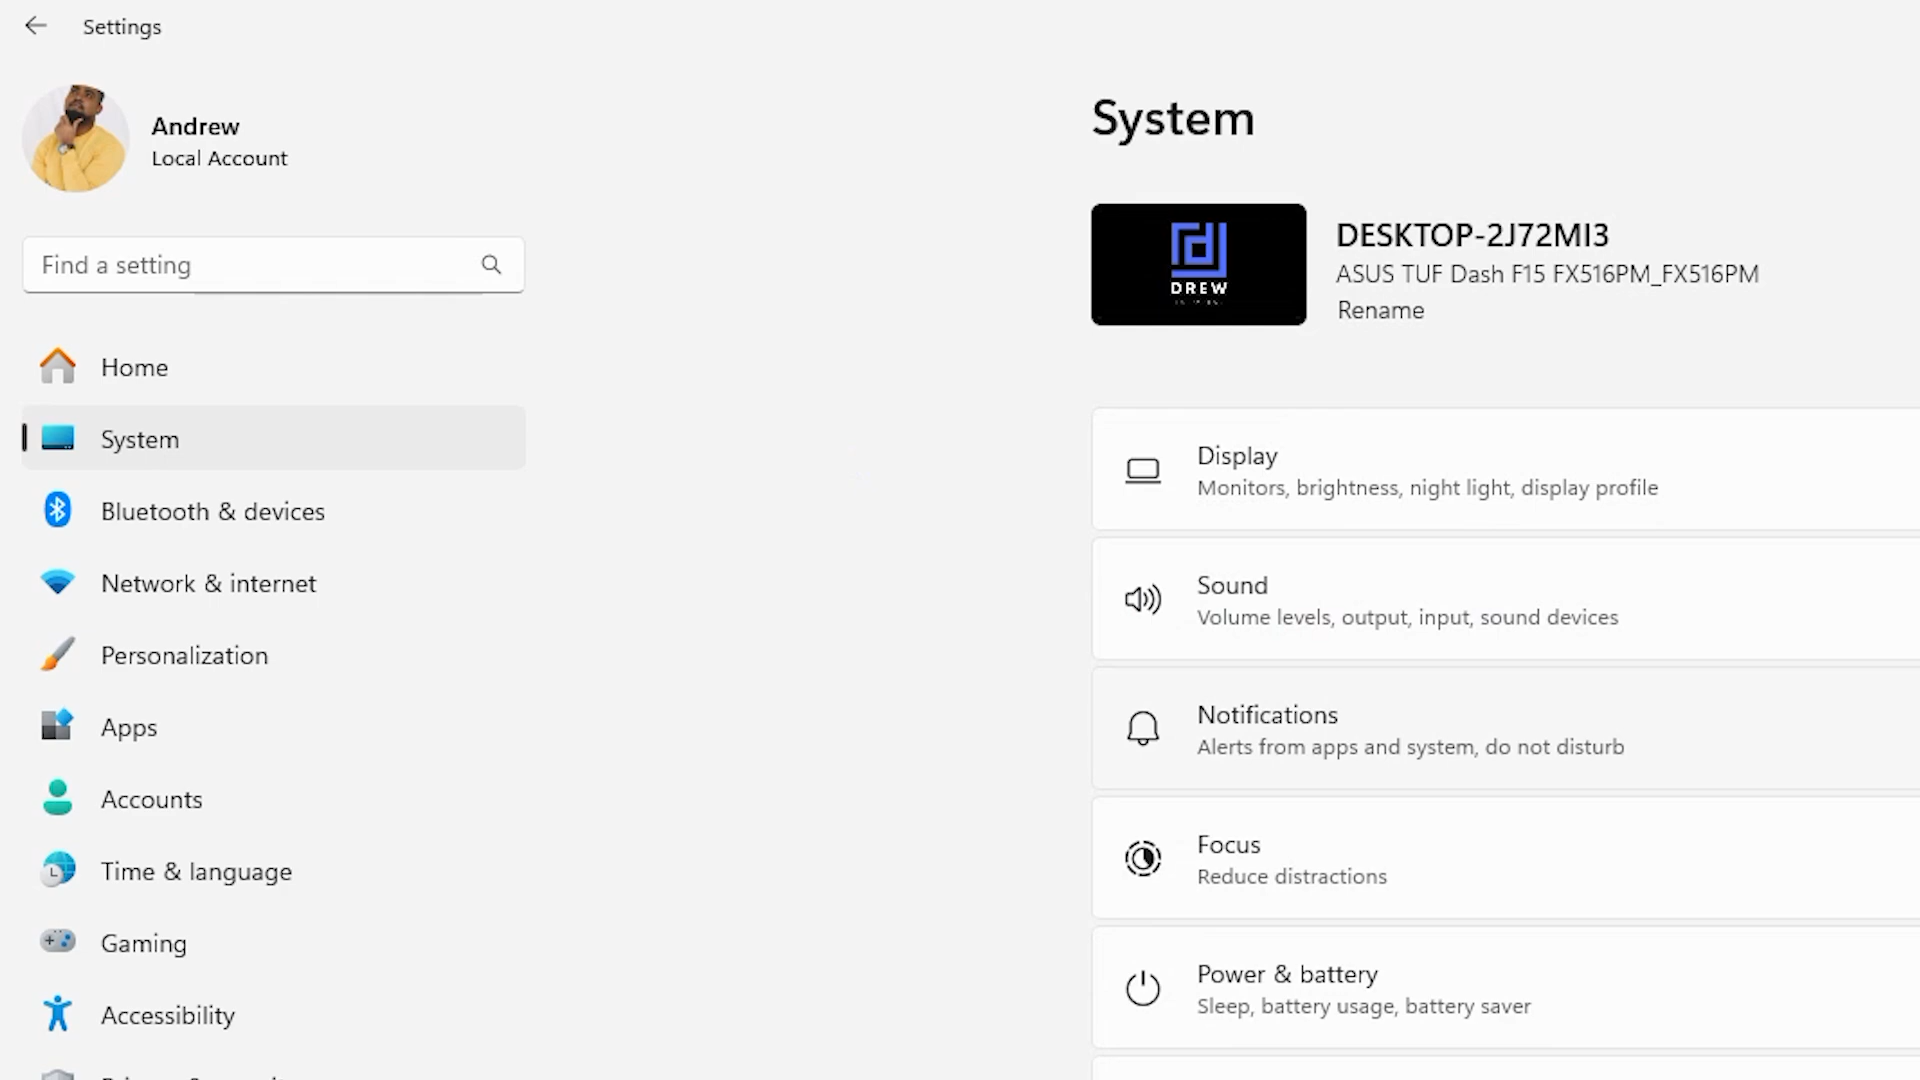 Settings
Andrew
Local Account
Find a setting
Home
System
Bluetooth & devices
Network & internet
Personalization
Apps
Accounts
Time & language
Gaming
Accessibility
System
DREW
DESKTOP-2J72MI3
ASUS TUF Dash F15 FX516PM_FX516PM
Rename
Display
Monitors, brightness, night light, display profile
Sound
Volume levels, output, input, sound devices
Notifications
Alerts from apps and system, do not disturb
Focus
Reduce distractions
Power & battery
Sleep, battery usage, battery saver